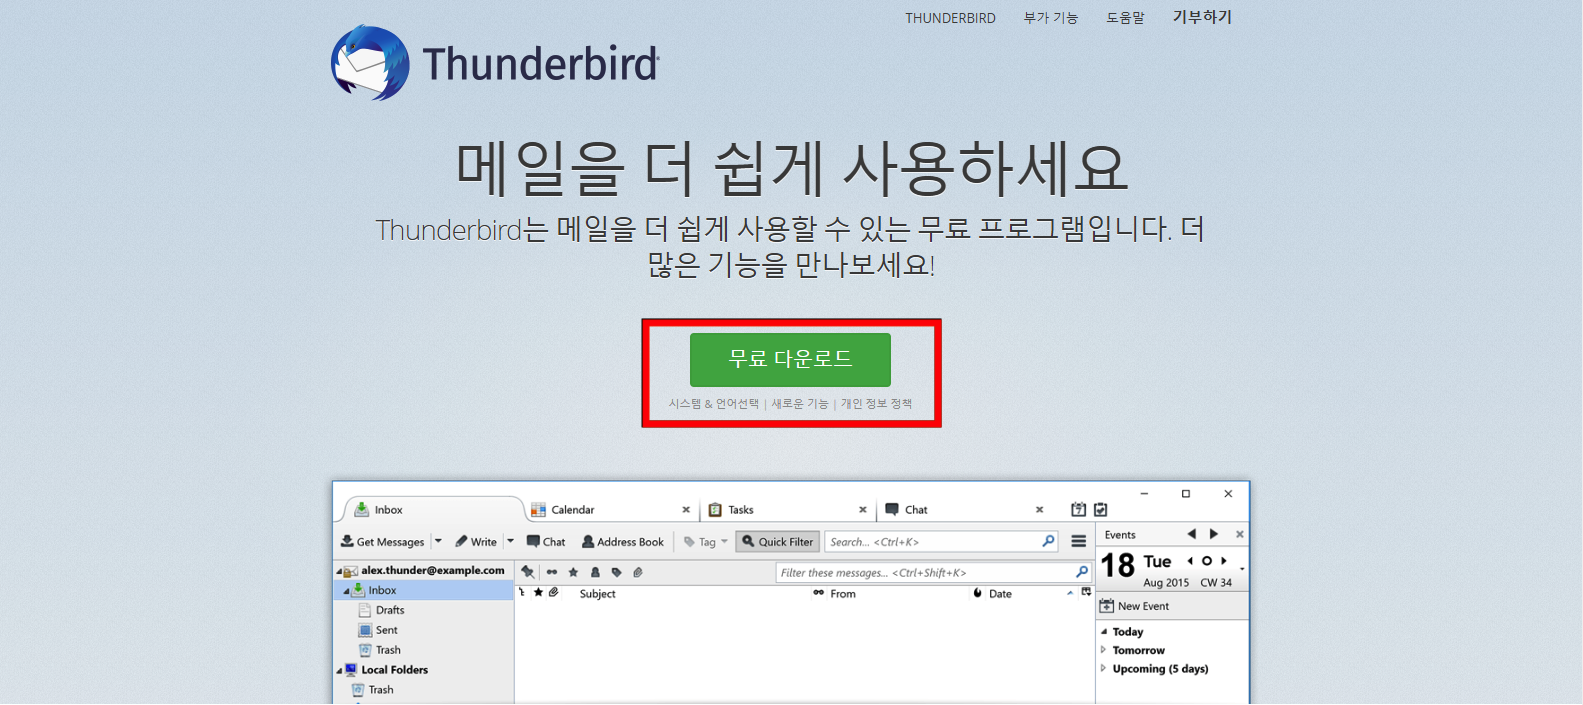 THUNDERBIRD 부가 기능 도움말 기부하기
Thunderbird
메일을 더 쉽게 사용하세요
Thunderbird는 메일을 더 쉽게 사용할 수 있는 무료 프로그램입니다. 더
많은 기능을 만나보세요!
무료 다운로드
시스템 & 언어선택 | 새로운 기능 | 개인 정보 정책
Inbox Calendar Tasks Chat
Get Messages Write Chat Address Book Tag Quick Filter Search... <Ctrl+K>
Events
18 Tue
Aug 2015 CW 34
New Event
Today
Tomorrow
Upcoming (5 days)
alex.thunder@example.com
Filter these messages... <Ctrl+Shift+K>
Inbox
Subject From Date
Drafts
Sent
Trash
Local Folders
Trash